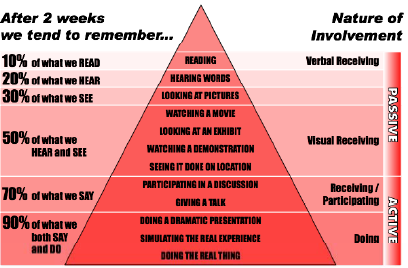 After 2 weeks
we tend to remember...
Nature of
Involvement
10% of what we READ
READING
Verbal Receiving
20% of what we HEAR
HEARING WORDS
30% of what we SEE
LOOKING AT PICTURES
50% of what we
HEAR and SEE
WATCHING A MOVIE
LOOKING AT AN EXHIBIT
WATCHING A DEMONSTRATION
SEEING IT DONE ON LOCATION
Visual Receiving
PASSIVE
70% of what we SAY
PARTICIPATING IN A DISCUSSION
GIVING A TALK
Receiving /
Participating
90% of what we
both SAY
and DO
DOING A DRAMATIC PRESENTATION
SIMULATING THE REAL EXPERIENCE
DOING THE REAL THING
Doing
ACTIVE